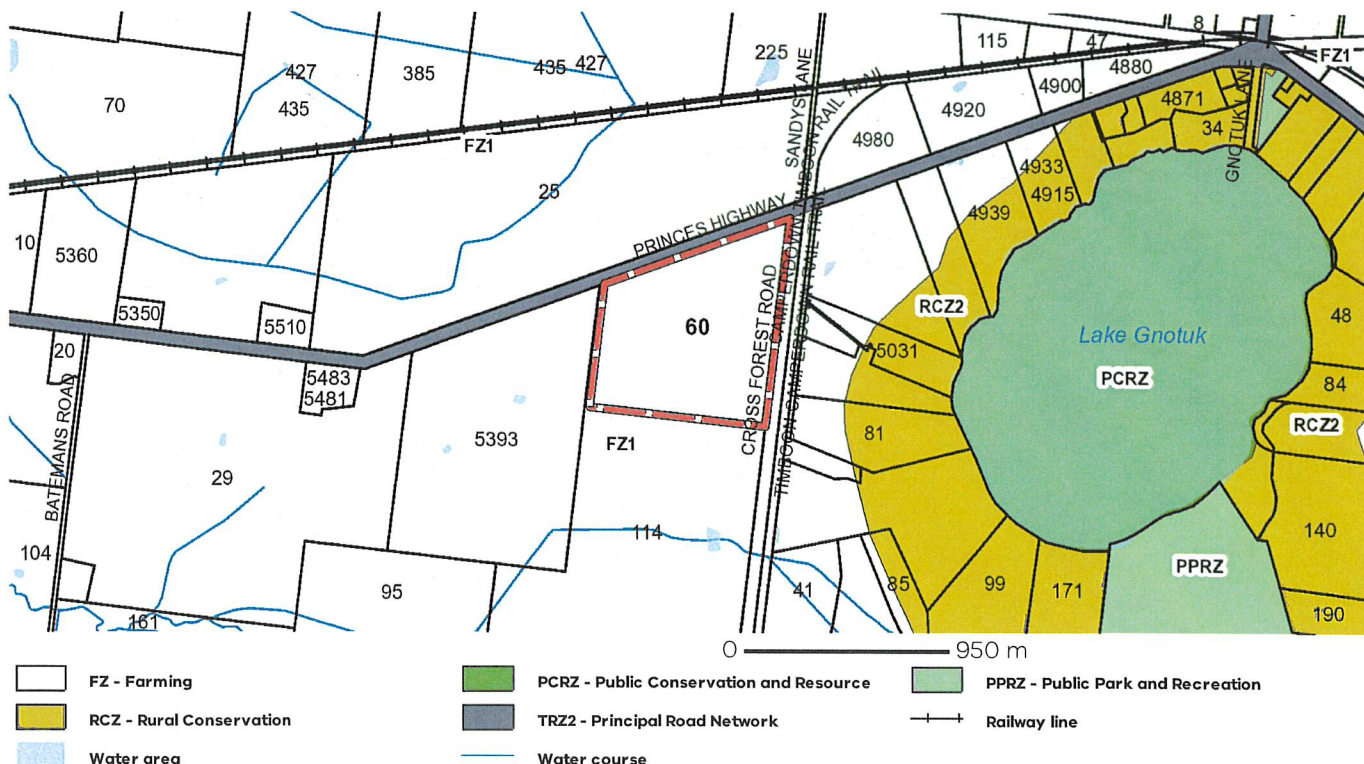 8
225
115
47
FZ1
427
385
435
427
4880
70
435
4900
4871
SANDYS LANE
4920
34
GNOTUK LANE
FZ1
4980
4933
25
4915
4939
10
5360
PRINCES HIGHWAY
5350
5510
60
RCZ2
48
Lake Gnotuk
20
5031
PCRZ
5483
84
5481
CROSS FOREST ROAD
TIMBOON CAMPERDOWN RAIL TRAIL
CAMPERDOWN TIMBOON RAIL TRAIL
BATEMANS ROAD
5393
FZ1
81
RCZ2
29
114
140
104
PPRZ
95
41
85
99
171
161
190
0 950 m
FZ - Farming
PCRZ - Public Conservation and Resource
PPRZ - Public Park and Recreation
RCZ - Rural Conservation
TRZ2 - Principal Road Network
Railway line
Water area
Water course